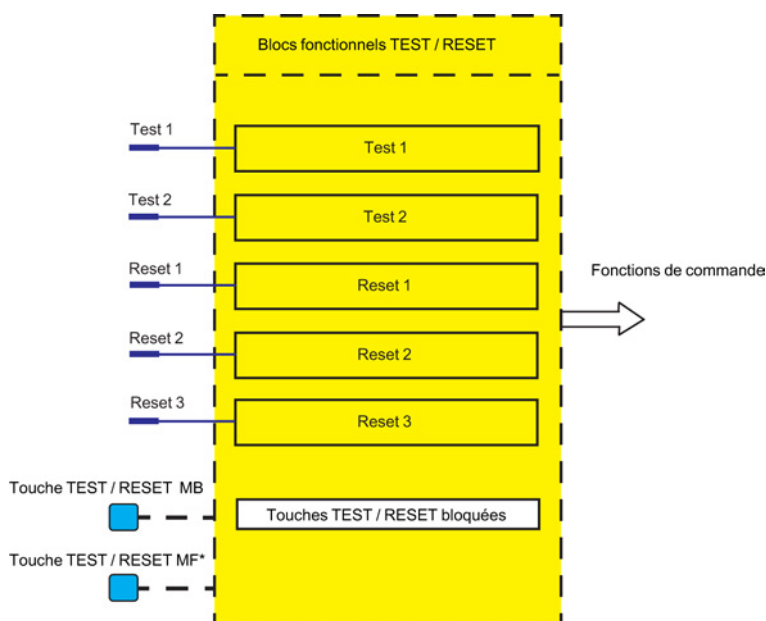 Blocs fonctionnels TEST / RESET
Test 1
Test 1
Test 2
Test 2
Reset 1
Reset 1
Fonctions de commande
Reset 2
Reset 2
Reset 3
Reset 3
Touche TEST / RESET MB
Touches TEST / RESET bloquées
Touche TEST / RESET MF*